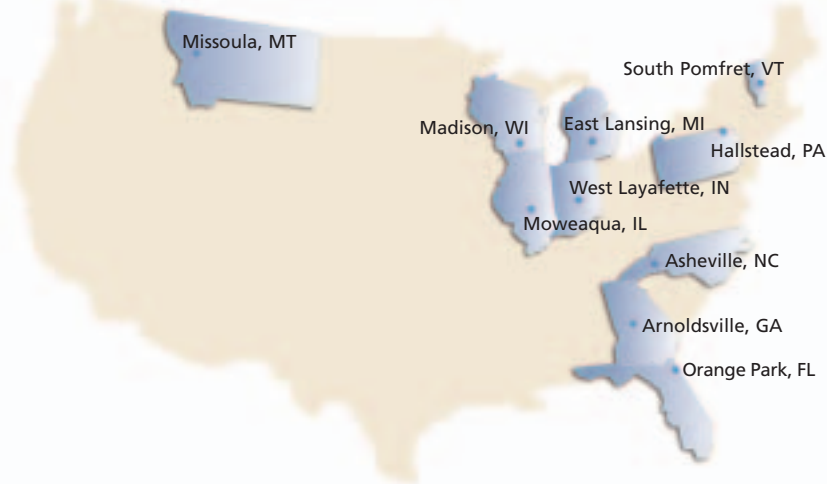 Missoula, MT
South Pomfret, VT
Madison, WI
East Lansing, MI
Hallstead, PA
West Layafette, IN
Moweaqua, IL
Asheville, NC
Arnoldsville, GA
Orange Park, FL